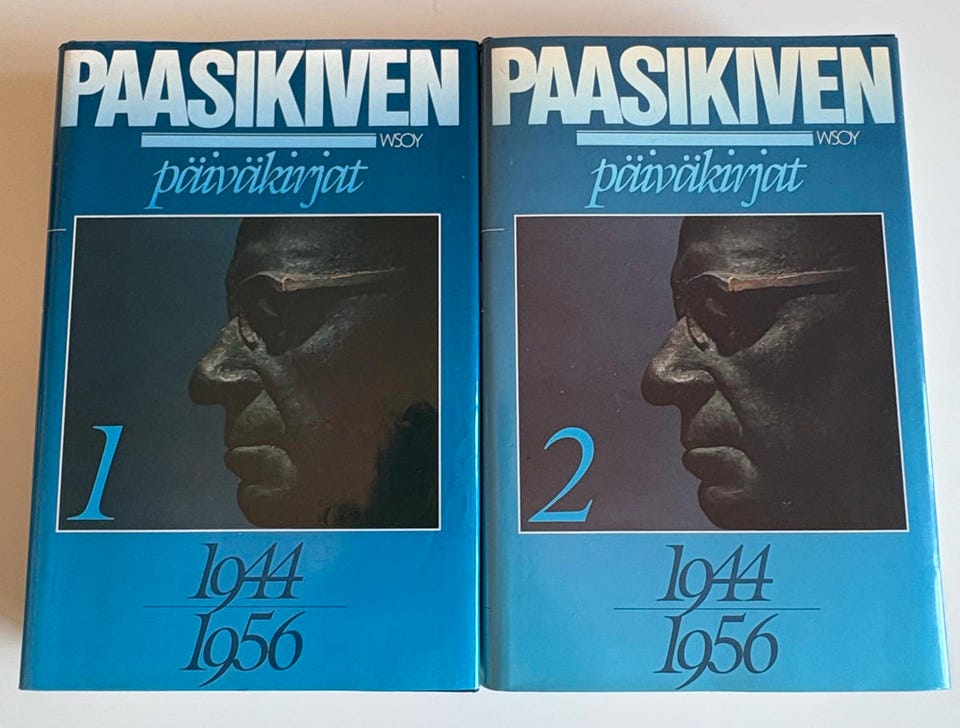 PAASIKIVEN
WSOY
päiväkirjat
1
1944
1956
PAASIKIVEN
WSOY
päiväkirjat
2
1944
1956